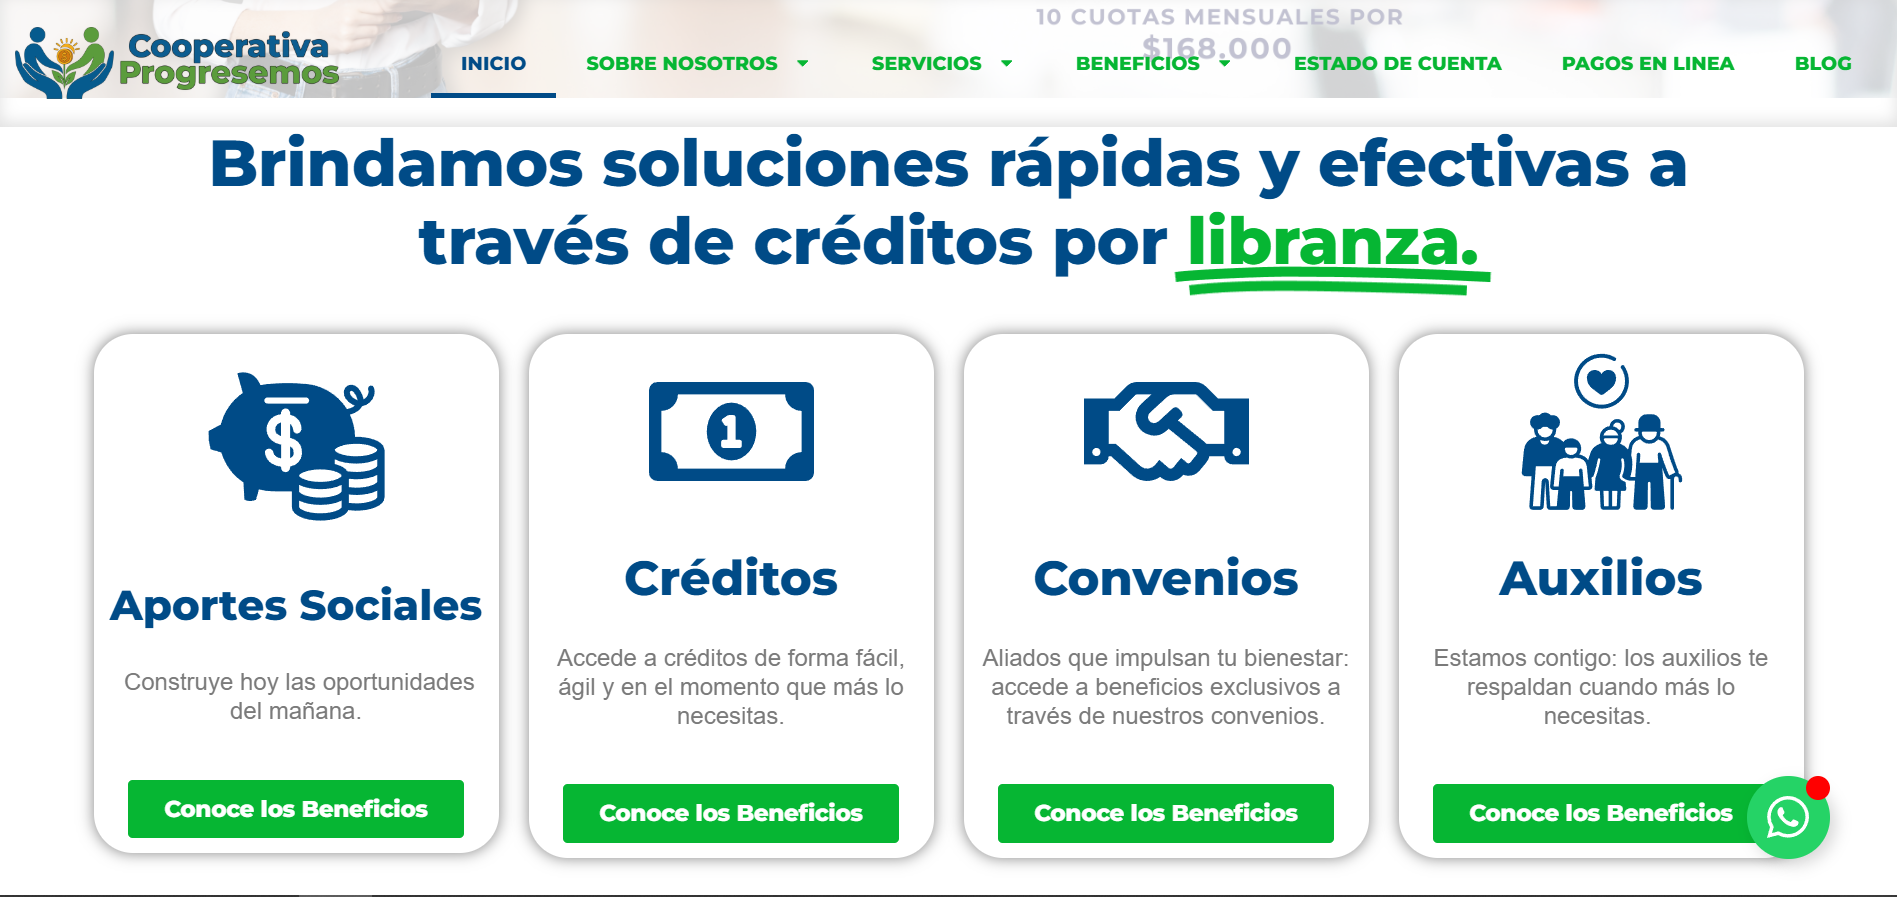 10 CUOTAS MENSUALES POR
$168.000
Cooperativa
Progresemos
INICIO
SOBRE NOSOTROS
SERVICIOS
BENEFICIOS
ESTADO DE CUENTA
PAGOS EN LINEA
BLOG
Brindamos soluciones rápidas y efectivas a
través de créditos por libranza.
$
1
Aportes Sociales
Construye hoy las oportunidades
del mañana.
Conoce los Beneficios
Créditos
Accede a créditos de forma fácil,
ágil y en el momento que más lo
necesitas.
Conoce los Beneficios
Convenios
Aliados que impulsan tu bienestar:
accede a beneficios exclusivos a
través de nuestros convenios.
Conoce los Beneficios
Auxilios
Estamos contigo: los auxilios te
respaldan cuando más lo
necesitas.
Conoce los Beneficios